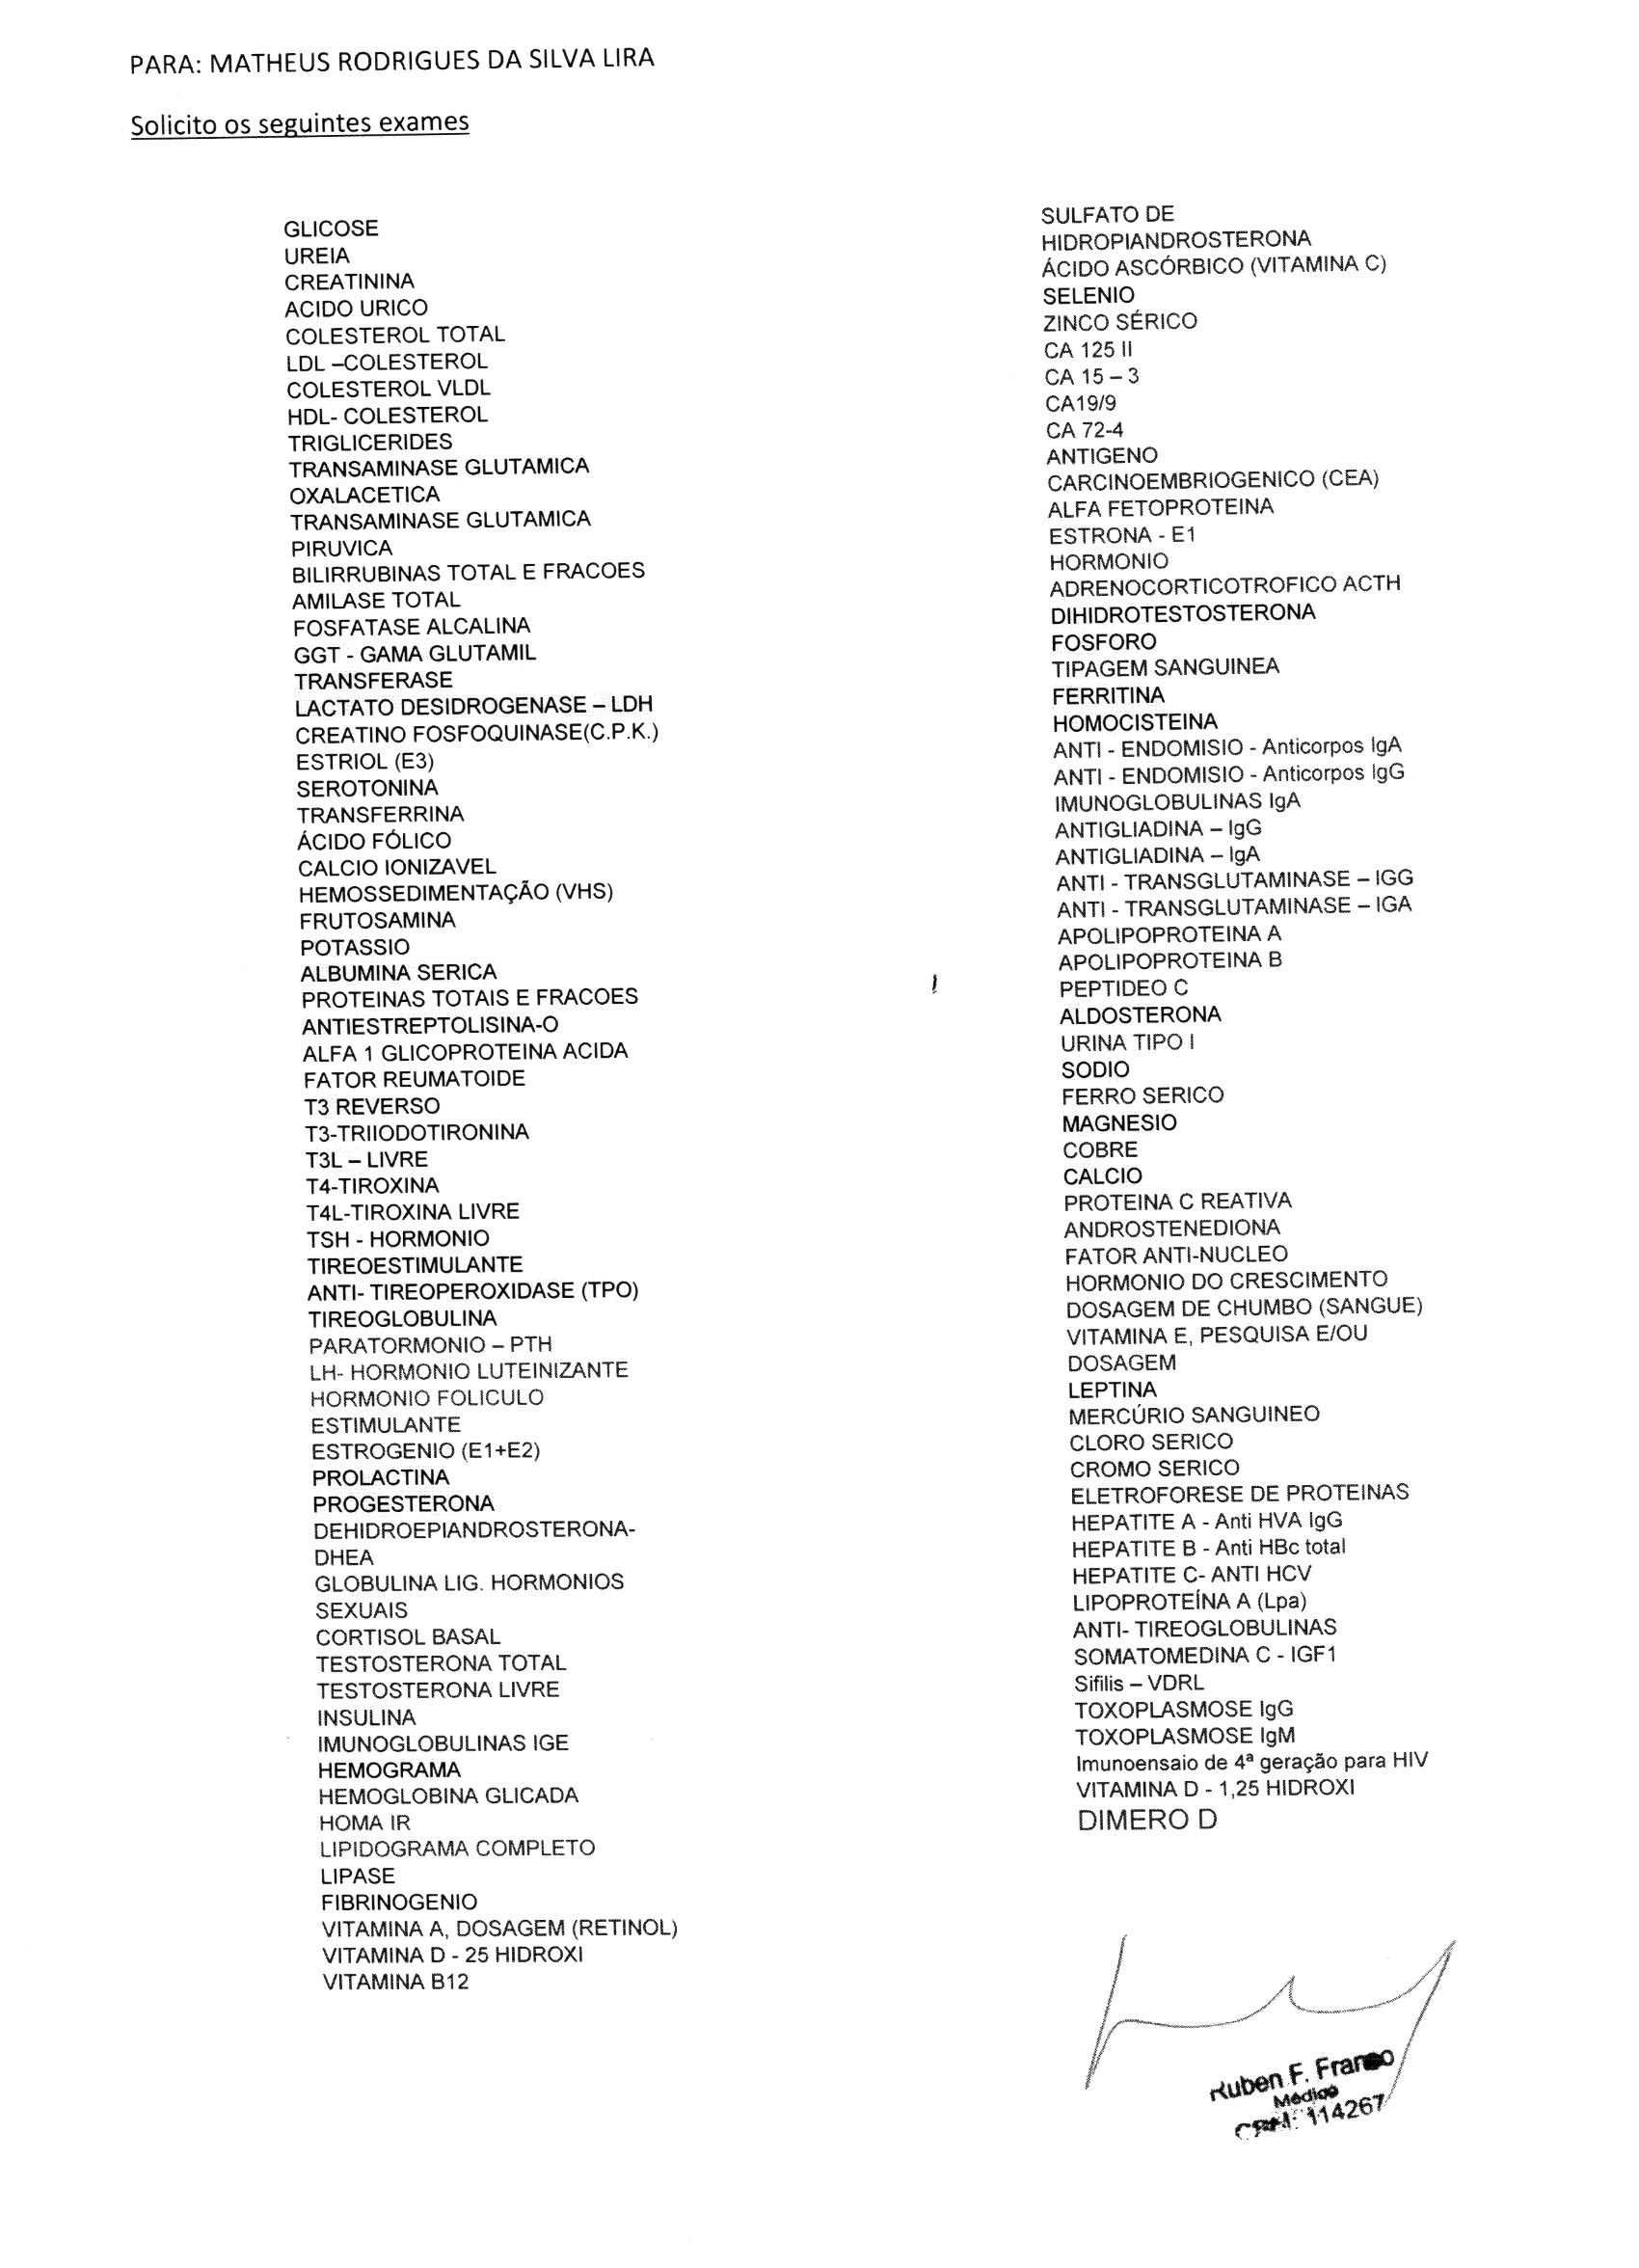 PARA: MATHEUS RODRIGUES DA SILVA LIRA
Solicito os seguintes exames
GLICOSE
UREIA
CREATININA
ACIDO URICO
COLESTEROL TOTAL
LDL –COLESTEROL
COLESTEROL VLDL
HDL- COLESTEROL
TRIGLICERIDES
TRANSAMINASE GLUTAMICA
OXALACETICA
TRANSAMINASE GLUTAMICA
PIRUVICA
BILIRRUBINAS TOTAL E FRACOES
AMILASE TOTAL
FOSFATASE ALCALINA
GGT - GAMA GLUTAMIL
TRANSFERASE
LACTATO DESIDROGENASE – LDH
CREATINO FOSFOQUINASE(C.P.K.)
ESTRIOL (E3)
SEROTONINA
TRANSFERRINA
ÁCIDO FÓLICO
CALCIO IONIZAVEL
HEMOSSEDIMENTAÇÃO (VHS)
FRUTOSAMINA
POTASSIO
ALBUMINA SERICA
PROTEINAS TOTAIS E FRACOES
ANTIESTREPTOLISINA-O
ALFA 1 GLICOPROTEINA ACIDA
FATOR REUMATOIDE
T3 REVERSO
T3-TRIIODOTIRONINA
T3L – LIVRE
T4-TIROXINA
T4L-TIROXINA LIVRE
TSH - HORMONIO
TIREOESTIMULANTE
ANTI- TIREOPEROXIDASE (TPO)
TIREOGLOBULINA
PARATORMONIO – PTH
LH- HORMONIO LUTEINIZANTE
HORMONIO FOLICULO
ESTIMULANTE
ESTROGENIO (E1+E2)
PROLACTINA
PROGESTERONA
DEHIDROEPIANDROSTERONA-
DHEA
GLOBULINA LIG. HORMONIOS
SEXUAIS
CORTISOL BASAL
TESTOSTERONA TOTAL
TESTOSTERONA LIVRE
INSULINA
IMUNOGLOBULINAS IGE
HEMOGRAMA
HEMOGLOBINA GLICADA
HOMA IR
LIPIDOGRAMA COMPLETO
LIPASE
FIBRINOGENIO
VITAMINA A, DOSAGEM (RETINOL)
VITAMINA D - 25 HIDROXI
VITAMINA B12
SULFATO DE
HIDROPIANDROSTERONA
ÁCIDO ASCÓRBICO (VITAMINA C)
SELENIO
ZINCO SÉRICO
CA 125 II
CA 15 – 3
CA19/9
CA 72-4
ANTIGENO
CARCINOEMBRIOGENICO (CEA)
ALFA FETOPROTEINA
ESTRONA - E1
HORMONIO
ADRENOCORTICOTROFICO ACTH
DIHIDROTESTOSTERONA
FOSFORO
TIPAGEM SANGUINEA
FERRITINA
HOMOCISTEINA
ANTI - ENDOMISIO - Anticorpos IgA
ANTI - ENDOMISIO - Anticorpos IgG
IMUNOGLOBULINAS IgA
ANTIGLIADINA – IgG
ANTIGLIADINA – IgA
ANTI - TRANSGLUTAMINASE – IGG
ANTI - TRANSGLUTAMINASE – IGA
APOLIPOPROTEINA A
APOLIPOPROTEINA B
PEPTIDEO C
ALDOSTERONA
URINA TIPO I
SODIO
FERRO SERICO
MAGNESIO
COBRE
CALCIO
PROTEINA C REATIVA
ANDROSTENEDIONA
FATOR ANTI-NUCLEO
HORMONIO DO CRESCIMENTO
DOSAGEM DE CHUMBO (SANGUE)
VITAMINA E, PESQUISA E/OU
DOSAGEM
LEPTINA
MERCÚRIO SANGUINEO
CLORO SERICO
CROMO SERICO
ELETROFORESE DE PROTEINAS
HEPATITE A - Anti HVA IgG
HEPATITE B - Anti HBc total
HEPATITE C- ANTI HCV
LIPOPROTEÍNA A (Lpa)
ANTI- TIREOGLOBULINAS
SOMATOMEDINA C - IGF1
Sifilis – VDRL
TOXOPLASMOSE IgG
TOXOPLASMOSE IgM
Imunoensaio de 4ª geração para HIV
VITAMINA D - 1,25 HIDROXI
DIMERO D
Ruben F. Franco
Médico
CRM: 114267